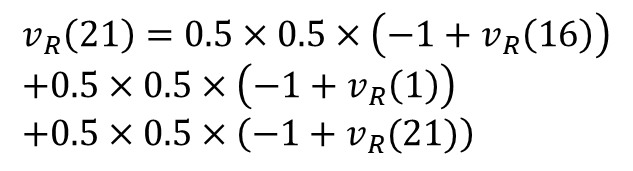 v_R(21) = 0.5 × 0.5 × (−1 + v_R(16))
+0.5 × 0.5 × (−1 + v_R(1))
+0.5 × 0.5 × (−1 + v_R(21))